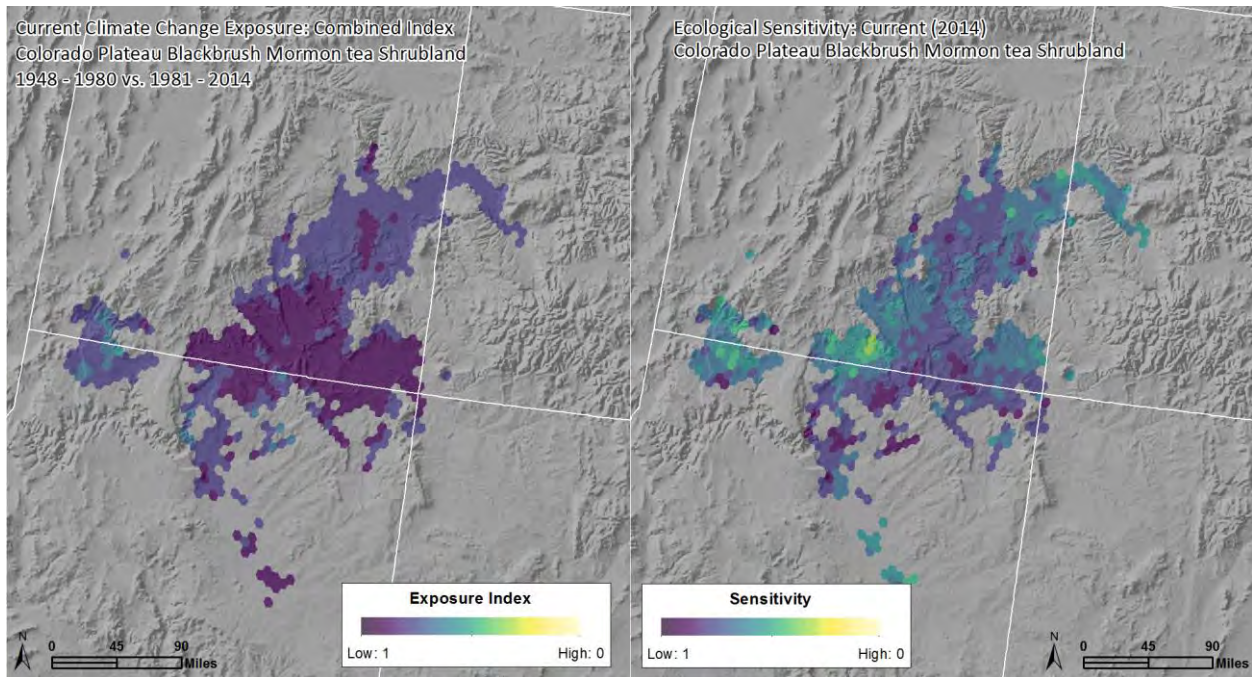 Current Climate Change Exposure: Combined Index
Colorado Plateau Blackbrush Mormon tea Shrubland
1948 - 1980 vs. 1981 - 2014
Exposure Index
Low: 1 High: 0
N
0 45 90
Miles
Ecological Sensitivity: Current (2014)
Colorado Plateau Blackbrush Mormon tea Shrubland
Sensitivity
Low: 1 High: 0
N
0 45 90
Miles